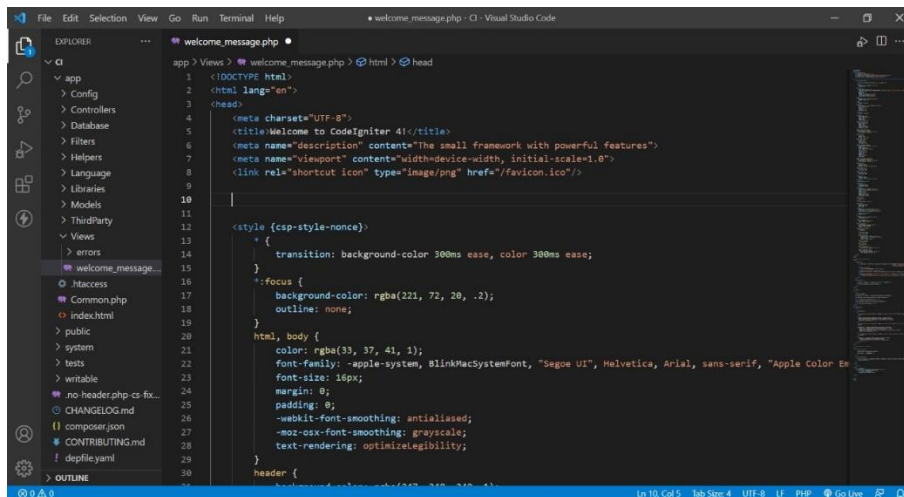 File Edit Selection View Go Run Terminal Help ● welcome_message.php - CI - Visual Studio Code
EXPLORER ···
CI
app
Config
Controllers
Database
Filters
Helpers
Language
Libraries
Models
ThirdParty
Views
errors
welcome_message....
.htaccess
Common.php
index.html
public
system
tests
writable
.no-header.php-cs-fix...
CHANGELOG.md
composer.json
CONTRIBUTING.md
depfile.yaml
OUTLINE
welcome_message.php ●
app > Views > welcome_message.php > html > head
1 <!DOCTYPE html>
2 <html lang="en">
3 <head>
4 <meta charset="UTF-8">
5 <title>Welcome to CodeIgniter 4!</title>
6 <meta name="description" content="The small framework with powerful features">
7 <meta name="viewport" content="width=device-width, initial-scale=1.0">
8 <link rel="shortcut icon" type="image/png" href="/favicon.ico"/>
9
10
11
12 <style {csp-style-nonce}>
13 * {
14 transition: background-color 300ms ease, color 300ms ease;
15 }
16 *:focus {
17 background-color: rgba(221, 72, 20, .2);
18 outline: none;
19 }
20 html, body {
21 color: rgba(33, 37, 41, 1);
22 font-family: -apple-system, BlinkMacSystemFont, "Segoe UI", Helvetica, Arial, sans-serif, "Apple Color Em
23 font-size: 16px;
24 margin: 0;
25 padding: 0;
26 -webkit-font-smoothing: antialiased;
27 -moz-osx-font-smoothing: grayscale;
28 text-rendering: optimizeLegibility;
29 }
30 header {
0 0 Ln 10, Col 5 Tab Size: 4 UTF-8 LF PHP Go Live